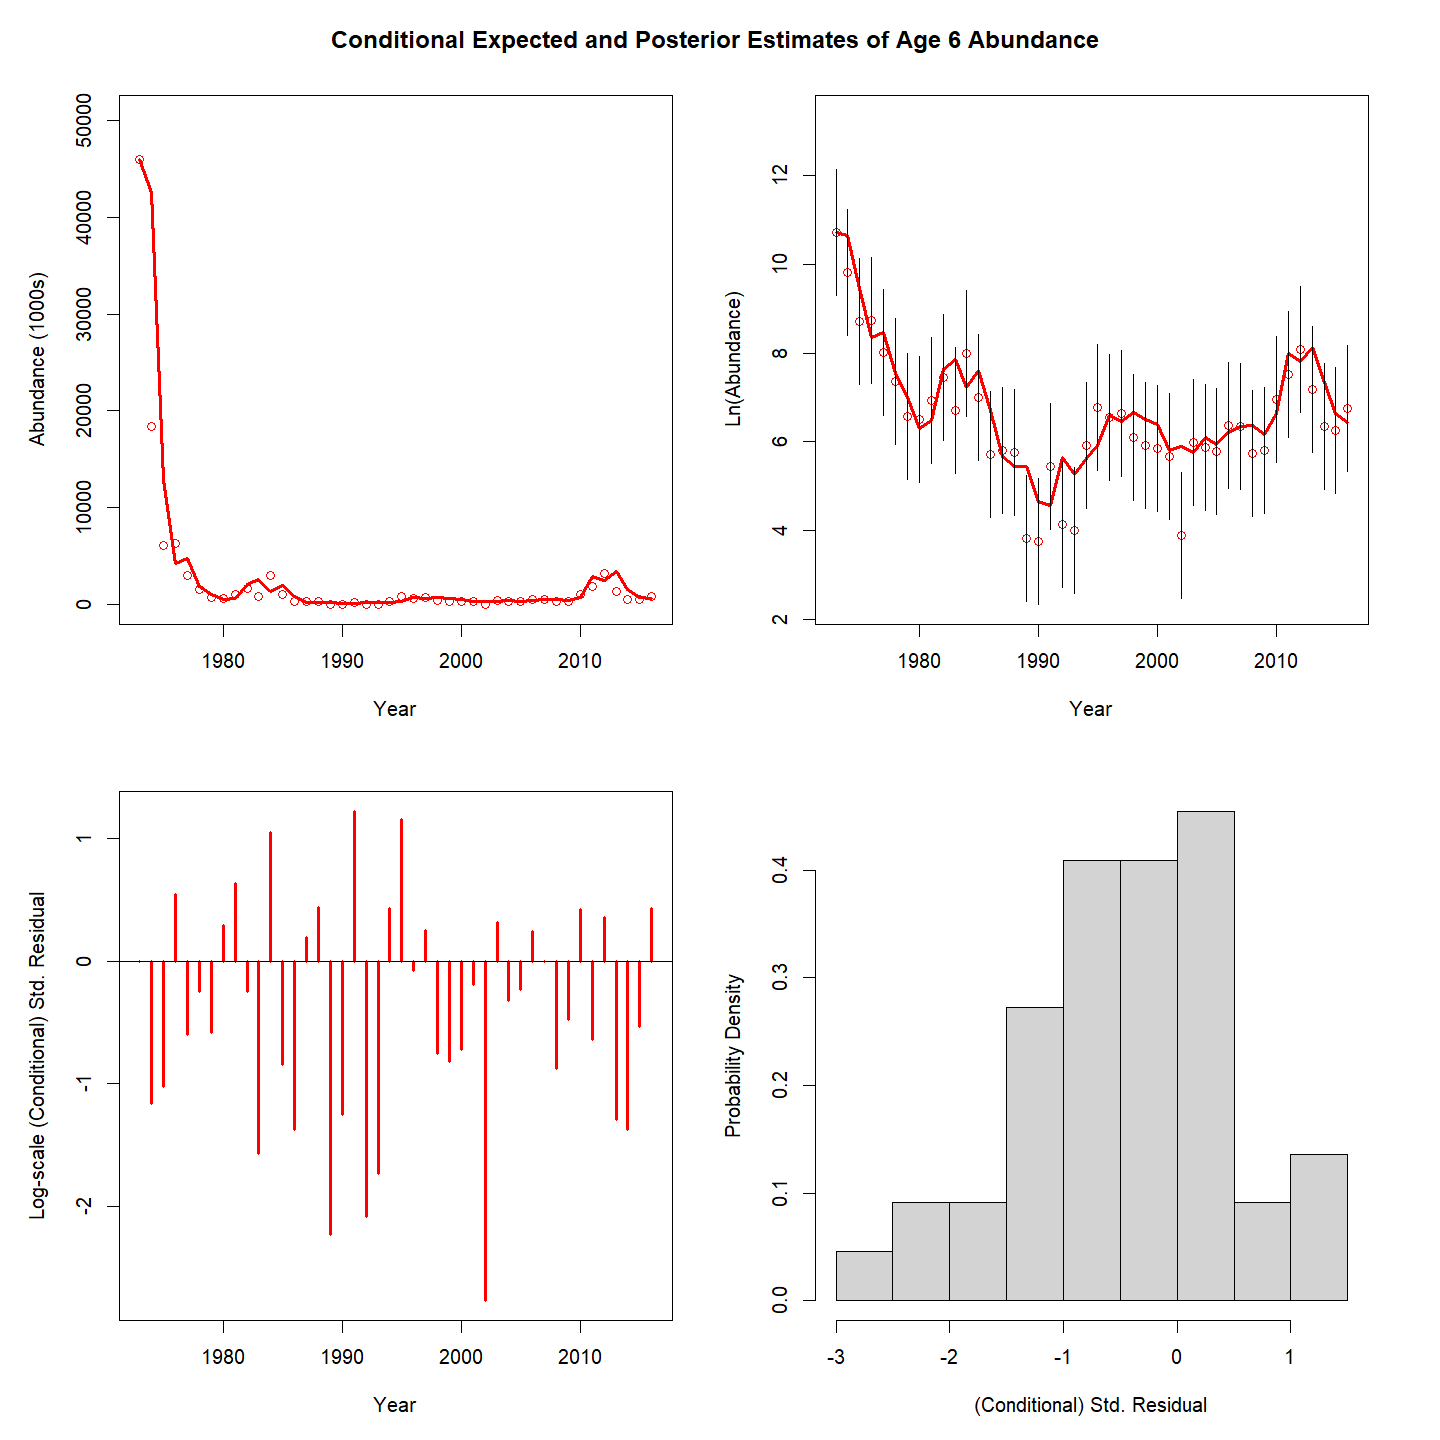 Conditional Expected and Posterior Estimates of Age 6 Abundance
Abundance (1000s)
50000
40000
30000
20000
10000
0
1980 1990 2000 2010
Year
Ln(Abundance)
12
10
8
6
4
2
1980 1990 2000 2010
Year
Log-scale (Conditional) Std. Residual
1
0
-1
-2
1980 1990 2000 2010
Year
Probability Density
0.4
0.3
0.2
0.1
0.0
-3 -2 -1 0 1
(Conditional) Std. Residual